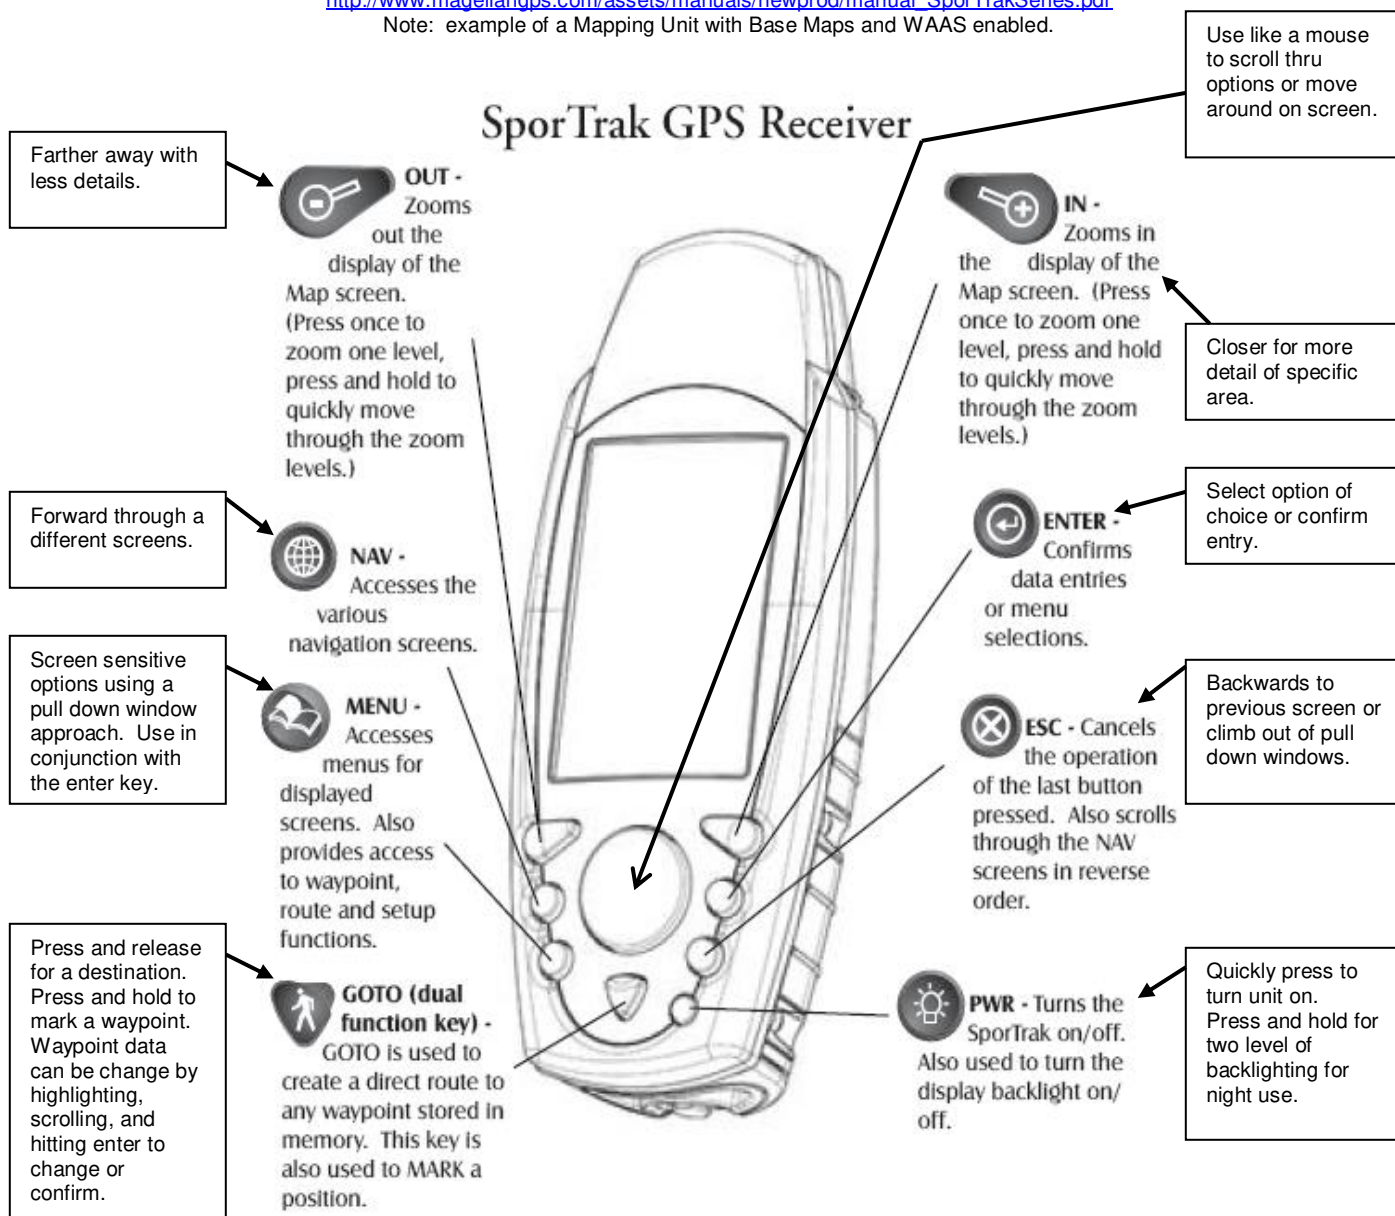 http://www.magellangps.com/assets/manuals/newprod/manual_SporTrakSeries.pdf
Note:  example of a Mapping Unit with Base Maps and WAAS enabled.
Use like a mouse
to scroll thru
options or move
around on screen.
SporTrak GPS Receiver
Farther away with
less details.
OUT -
Zooms
out the
display of the
Map screen.
(Press once to
zoom one level,
press and hold to
quickly move
through the zoom
levels.)
IN -
Zooms in
the display of the
Map screen. (Press
once to zoom one
level, press and hold
to quickly move
through the zoom
levels.)
Closer for more
detail of specific
area.
Forward through a
different screens.
NAV -
Accesses the
various
navigation screens.
ENTER -
Confirms
data entries
or menu
selections.
Select option of
choice or confirm
entry.
Screen sensitive
options using a
pull down window
approach. Use in
conjunction with
the enter key.
MENU -
Accesses
menus for
displayed
screens. Also
provides access
to waypoint,
route and setup
functions.
ESC - Cancels
the operation
of the last button
pressed. Also scrolls
through the NAV
screens in reverse
order.
Backwards to
previous screen or
climb out of pull
down windows.
Press and release
for a destination.
Press and hold to
mark a waypoint.
Waypoint data
can be change by
highlighting,
scrolling, and
hitting enter to
change or
confirm.
GOTO (dual
function key) -
GOTO is used to
create a direct route to
any waypoint stored in
memory. This key is
also used to MARK a
position.
PWR - Turns the
SporTrak on/off.
Also used to turn the
display backlight on/
off.
Quickly press to
turn unit on.
Press and hold for
two level of
backlighting for
night use.